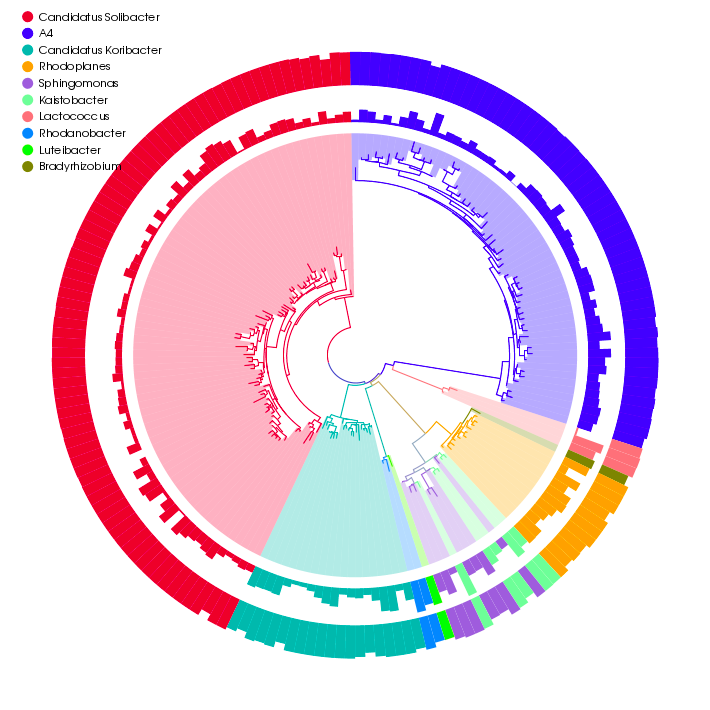 Candidatus Solibacter
A4
Candidatus Koribacter
Rhodoplanes
Sphingomonas
Kaistobacter
Lactococcus
Rhodanobacter
Luteibacter
Bradyrhizobium